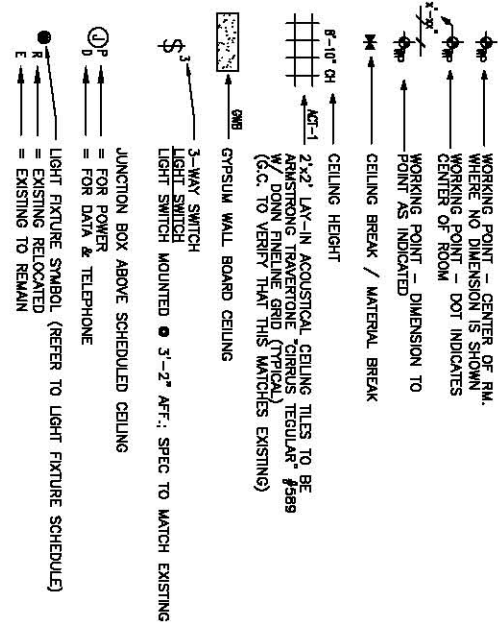 WP
WORKING POINT - CENTER OF RM.
WHERE NO DIMENSION IS SHOWN
WP
WORKING POINT - DOT INDICATES
CENTER OF ROOM
x'-xx"
WP
WORKING POINT - DIMENSION TO
POINT AS INDICATED
CEILING BREAK / MATERIAL BREAK
8'-10" CH
CEILING HEIGHT
ACT-1
2'x2' LAY-IN ACOUSTICAL CEILING TILES TO BE
ARMSTRONG TRAVERTONE "CIRRUS TEGULAR" #589
W/ DONN FINELINE GRID (TYPICAL)
(G.C. TO VERIFY THAT THIS MATCHES EXISTING)
GWB
GYPSUM WALL BOARD CEILING
$ 3
3-WAY SWITCH
LIGHT SWITCH
LIGHT SWITCH MOUNTED @ 3'-2" AFF.; SPEC TO MATCH EXISTING
JUNCTION BOX ABOVE SCHEDULED CEILING
J P = FOR POWER
D = FOR DATA & TELEPHONE
LIGHT FIXTURE SYMBOL (REFER TO LIGHT FIXTURE SCHEDULE)
R = EXISTING RELOCATED
E = EXISTING TO REMAIN